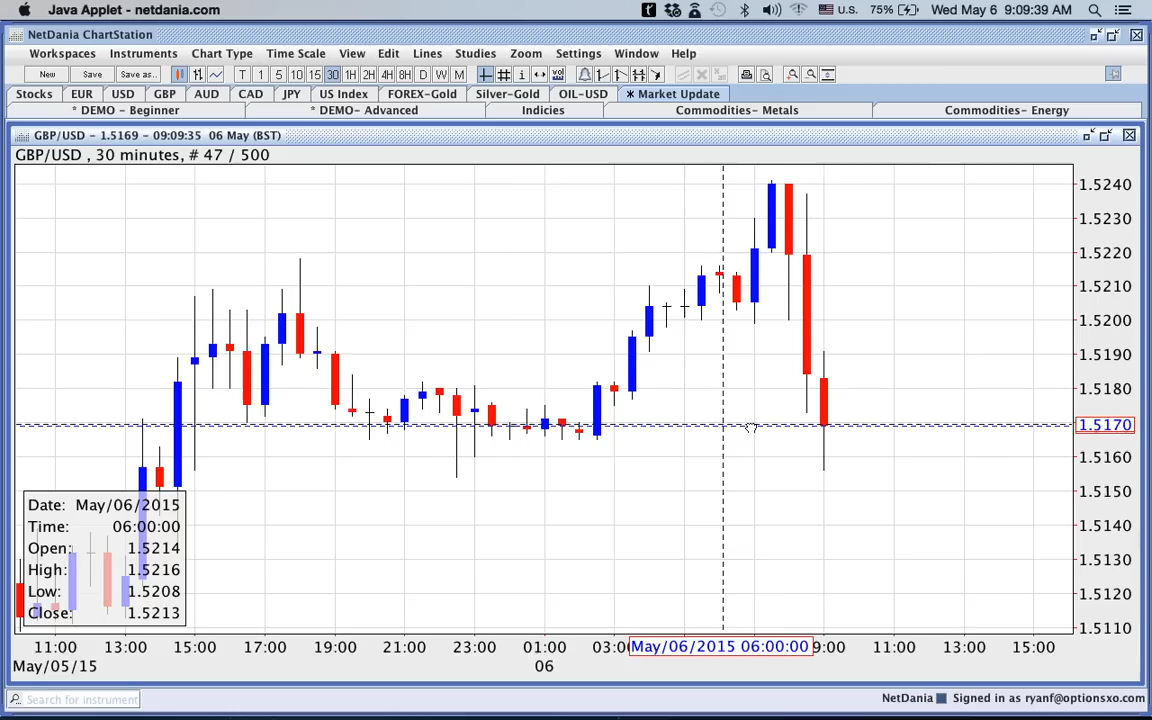 Java Applet - netdania.com
U.S. 75% Wed May 6 9:09:39 AM
NetDania ChartStation
Workspaces Instruments Chart Type Time Scale View Edit Lines Studies Zoom Settings Window Help
New Save Save as.. T 1 5 10 15 30 1H 2H 4H 8H D W M
Stocks EUR USD GBP AUD CAD JPY US Index FOREX-Gold Silver-Gold OIL-USD * Market Update
* DEMO - Beginner * DEMO- Advanced Indicies Commodities- Metals Commodities- Energy
GBP/USD - 1.5169 - 09:09:35 06 May (BST)
GBP/USD , 30 minutes, # 47 / 500
1.5240
1.5230
1.5220
1.5210
1.5200
1.5190
1.5180
1.5170
1.5160
1.5150
1.5140
1.5130
1.5120
1.5110
Date: May/06/2015
Time: 06:00:00
Open: 1.5214
High: 1.5216
Low: 1.5208
Close: 1.5213
11:00 13:00 15:00 17:00 19:00 21:00 23:00 01:00 03:0 May/06/2015 06:00:00 9:00 11:00 13:00 15:00
May/05/15 06
Search for instrument NetDania Signed in as ryanf@optionsxo.com